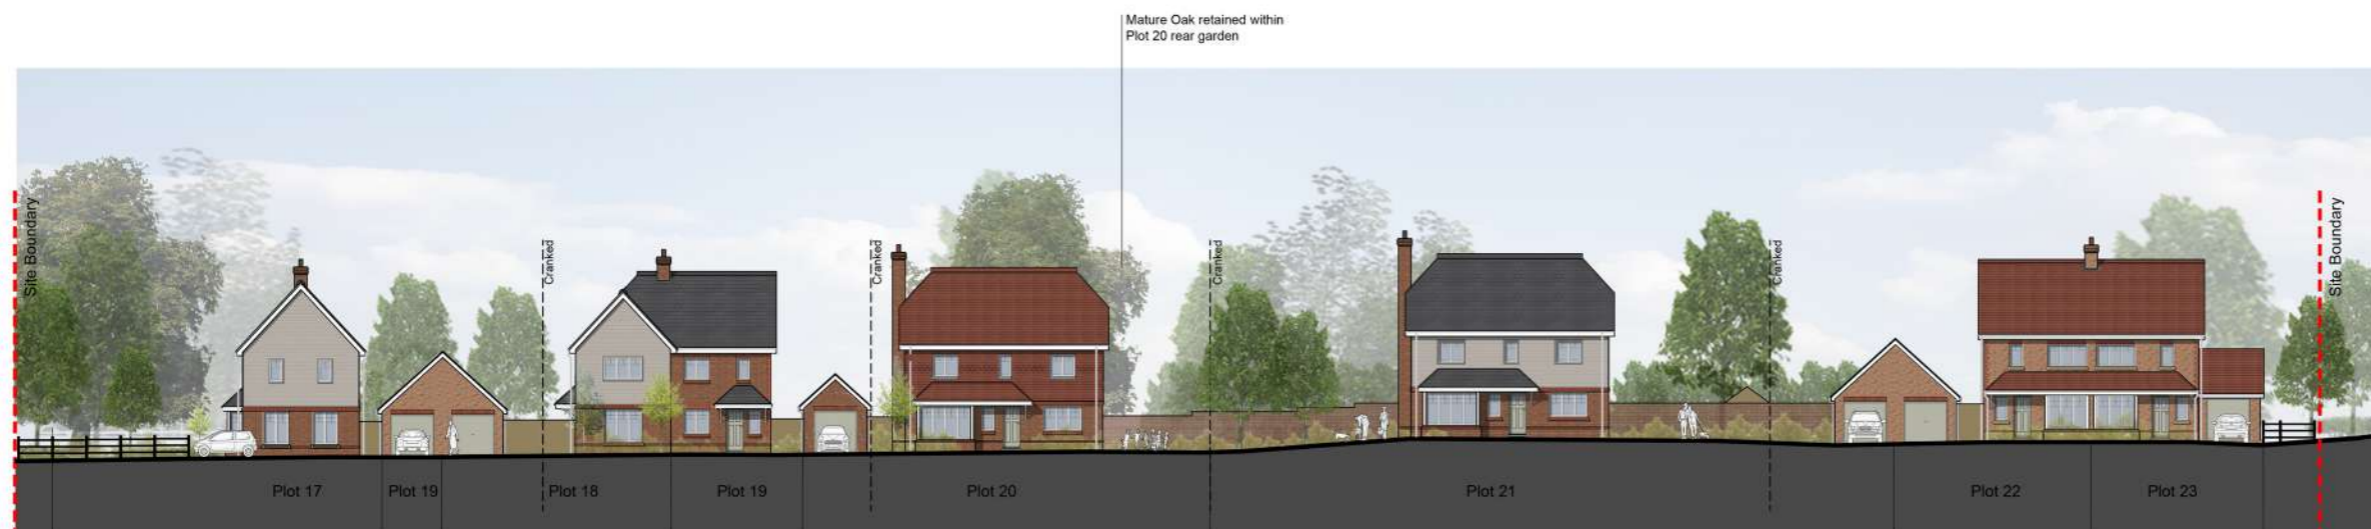 Mature Oak retained within
Plot 20 rear garden
Site Boundary
Cranked
Cranked
Cranked
Cranked
Site Boundary
Plot 17
Plot 19
Plot 18
Plot 19
Plot 20
Plot 21
Plot 22
Plot 23